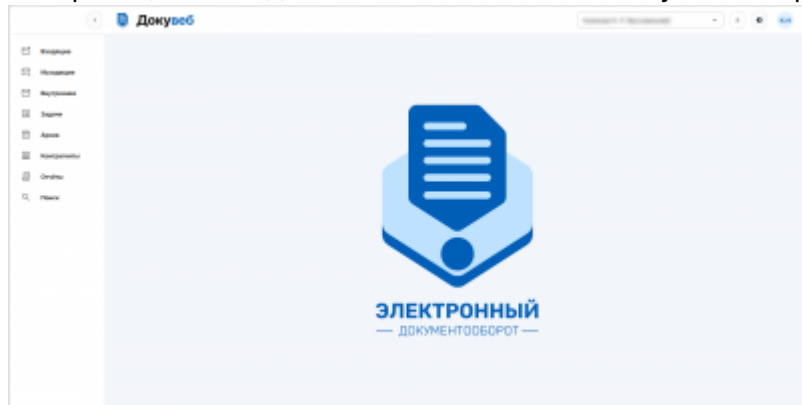 Докувеб
Входящие
Исходящие
Внутренние
Задачи
Архив
Контрагенты
Отчёты
Поиск
ЭЛЕКТРОННЫЙ
ДОКУМЕНТООБОРОТ